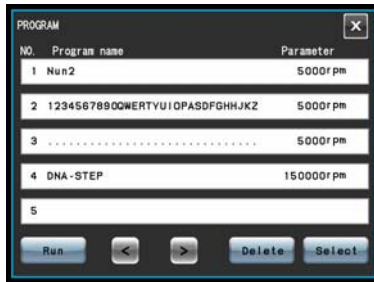 PROGRAM X
NO. Program name Parameter
1 Nun2 5000rpm
2 1234567890QWERTYUIOPASDFGHHJKZ 5000rpm
3 .............................. 5000rpm
4 DNA-STEP 150000rpm
5
Run < > Delete Select